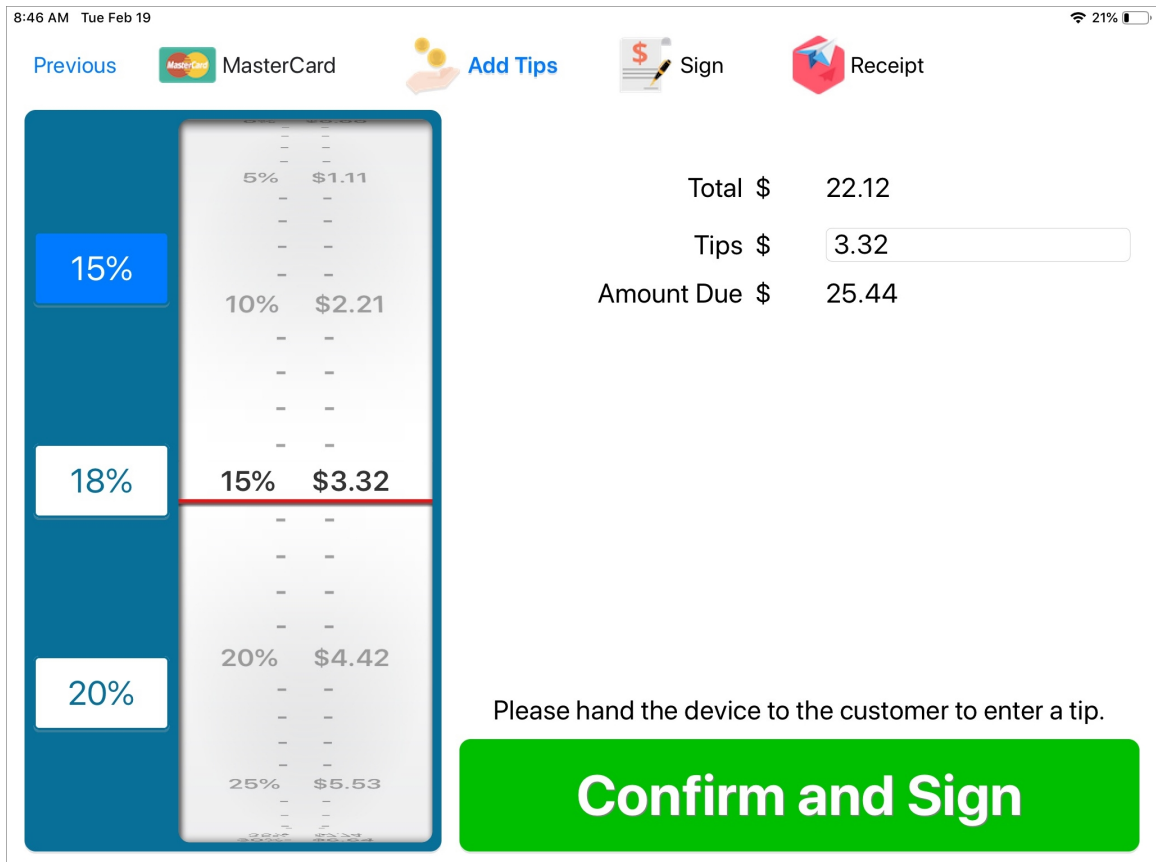 8:46 AM Tue Feb 19 21%
Previous MasterCard MasterCard Add Tips $ Sign Receipt
15%
18%
20%
5% $1.11
10% $2.21
15% $3.32
20% $4.42
25% $5.53
Total $ 22.12
Tips $ 3.32
Amount Due $ 25.44
Please hand the device to the customer to enter a tip.
Confirm and Sign